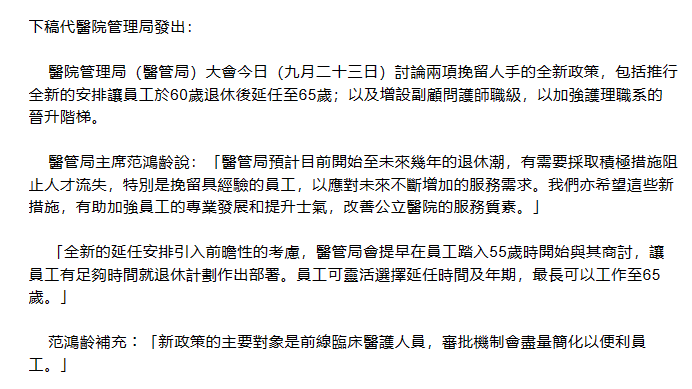 下稿代醫院管理局發出：
醫院管理局（醫管局）大會今日（九月二十三日）討論兩項挽留人手的全新政策，包括推行
全新的安排讓員工於60歲退休後延任至65歲；以及增設副顧問護師職級，以加強護理職系的
晉升階梯。
醫管局主席范鴻齡說：「醫管局預計目前開始至未來幾年的退休潮，有需要採取積極措施阻
止人才流失，特別是挽留具經驗的員工，以應對未來不斷增加的服務需求。我們亦希望這些新
措施，有助加強員工的專業發展和提升士氣，改善公立醫院的服務質素。」
「全新的延任安排引入前瞻性的考慮，醫管局會提早在員工踏入55歲時開始與其商討，讓
員工有足夠時間就退休計劃作出部署。員工可靈活選擇延任時間及年期，最長可以工作至65
歲。」
范鴻齡補充：「新政策的主要對象是前線臨床醫護人員，審批機制會盡量簡化以便利員
工。」